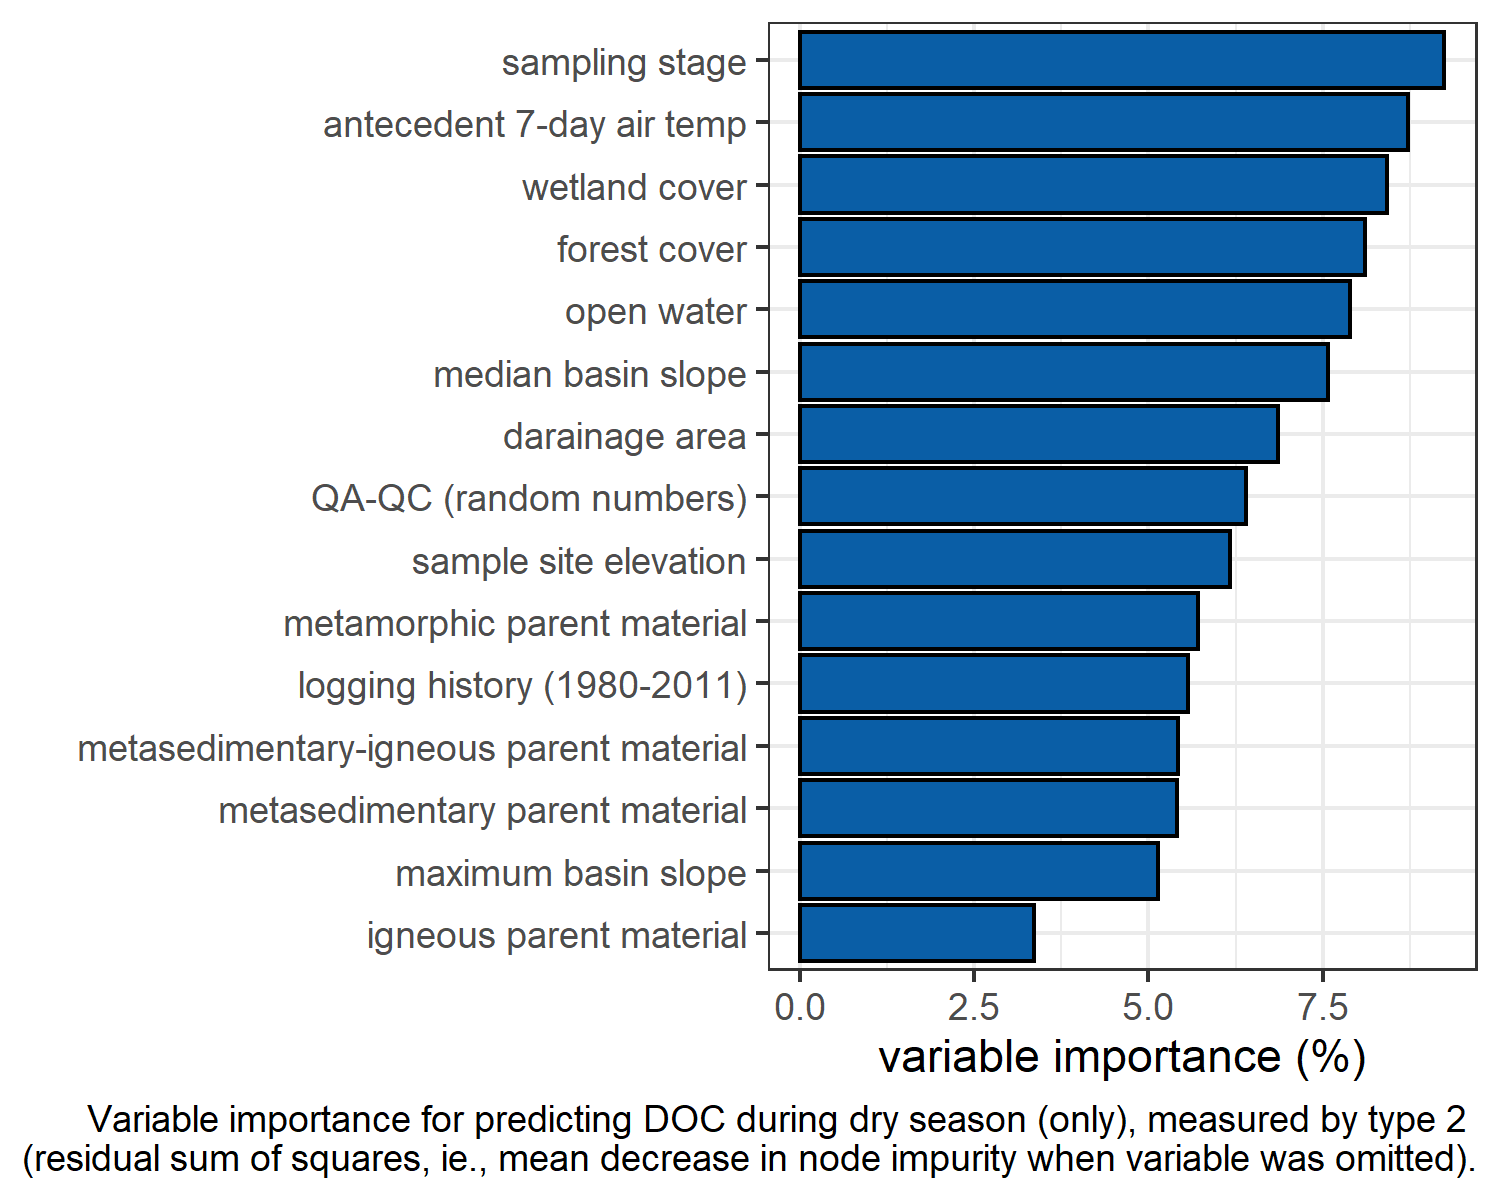 sampling stage
antecedent 7-day air temp
wetland cover
forest cover
open water
median basin slope
darainage area
QA-QC (random numbers)
sample site elevation
metamorphic parent material
logging history (1980-2011)
metasedimentary-igneous parent material
metasedimentary parent material
maximum basin slope
igneous parent material
0.0 2.5 5.0 7.5
variable importance (%)
Variable importance for predicting DOC during dry season (only), measured by type 2
(residual sum of squares, ie., mean decrease in node impurity when variable was omitted).